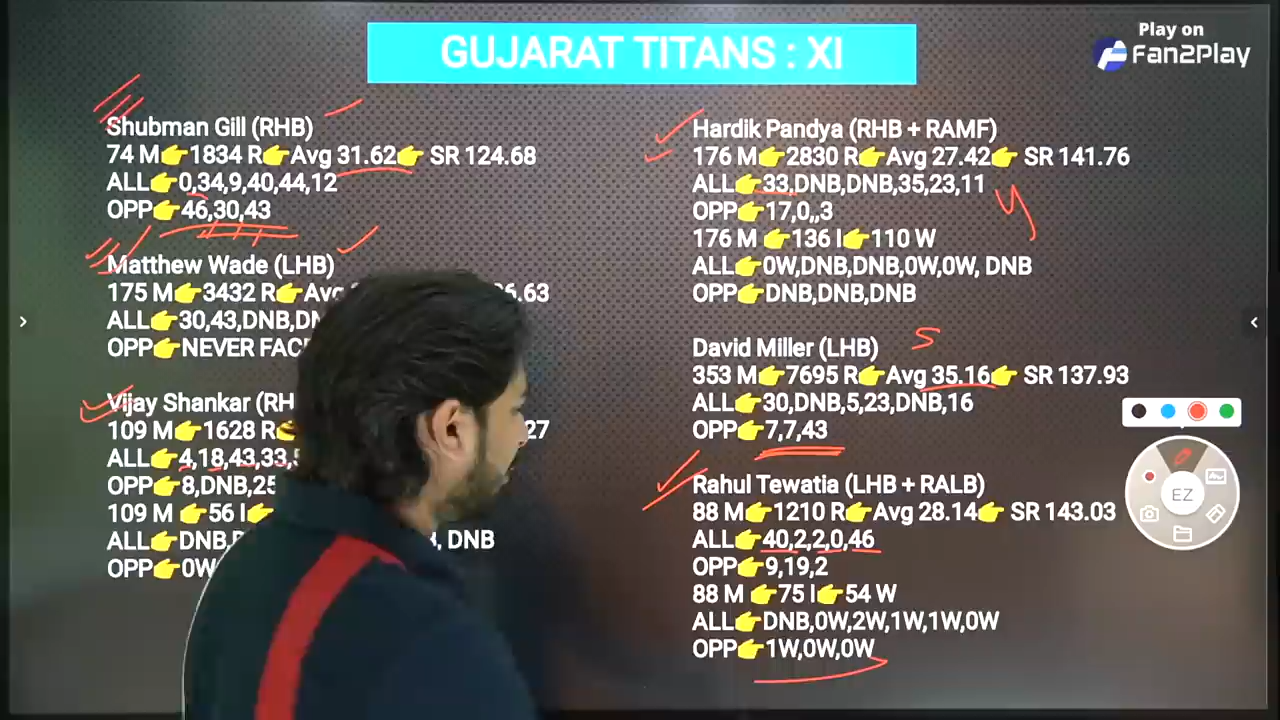 GUJARAT TITANS : XI
Play on
Fan2Play
Shubman Gill (RHB)
74 M👉1834 R👉Avg 31.62👉 SR 124.68
ALL👉0,34,9,40,44,12
OPP👉46,30,43
Matthew Wade (LHB)
175 M👉3432 R👉 6.63
ALL👉30,43,DNB
OPP👉NEVER
Vijay Shankar
109 M👉1628 R 27
ALL👉4,18,43,33
OPP👉8,DNB,25
109 M 👉56 I👉
ALL👉 DNB
OPP👉0W
Hardik Pandya (RHB + RAMF)
176 M👉2830 R👉Avg 27.42👉 SR 141.76
ALL👉33,DNB,DNB,35,23,11
OPP👉17,0,,3
176 M 👉136 I👉110 W
ALL👉0W,DNB,DNB,0W,0W, DNB
OPP👉DNB,DNB,DNB
David Miller (LHB)
353 M👉7695 R👉Avg 35.16👉 SR 137.93
ALL👉30,DNB,5,23,DNB,16
OPP👉7,7,43
Rahul Tewatia (LHB + RALB)
88 M👉1210 R👉Avg 28.14👉 SR 143.03
ALL👉40,2,2,0,46
OPP👉9,19,2
88 M 👉75 I👉54 W
ALL👉DNB,0W,2W,1W,1W,0W
OPP👉1W,0W,0W
EZ